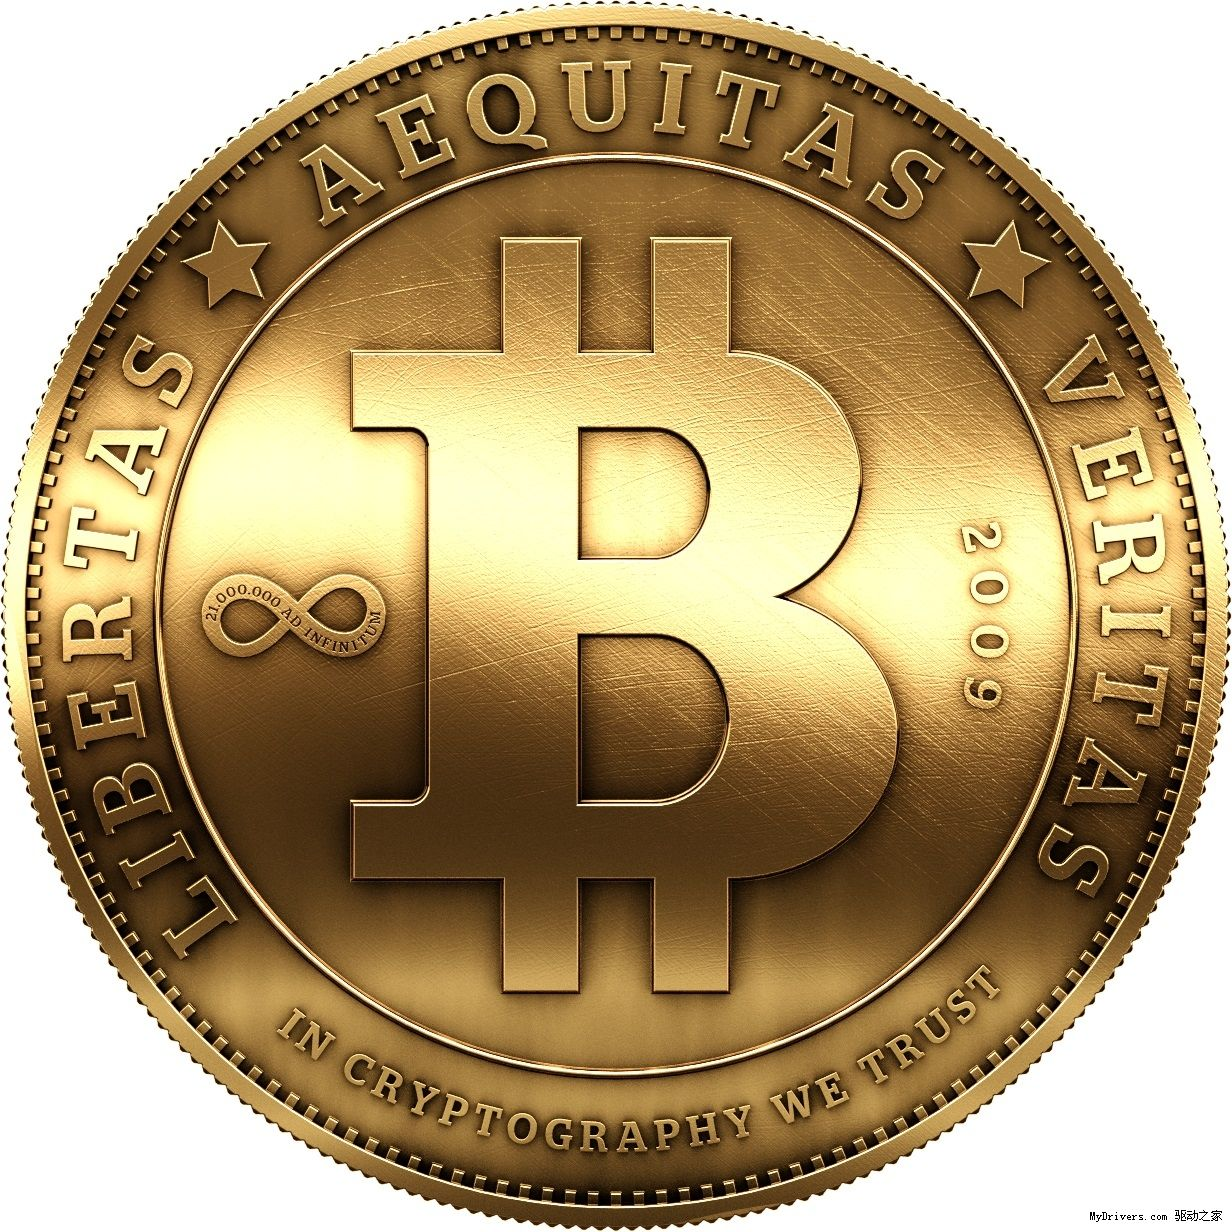 LIBERTAS ★ AEQUITAS ★ VERITAS
21.000.000 AD INFINITUM
2009
IN CRYPTOGRAPHY WE TRUST
MyDrivers.com 驱动之家